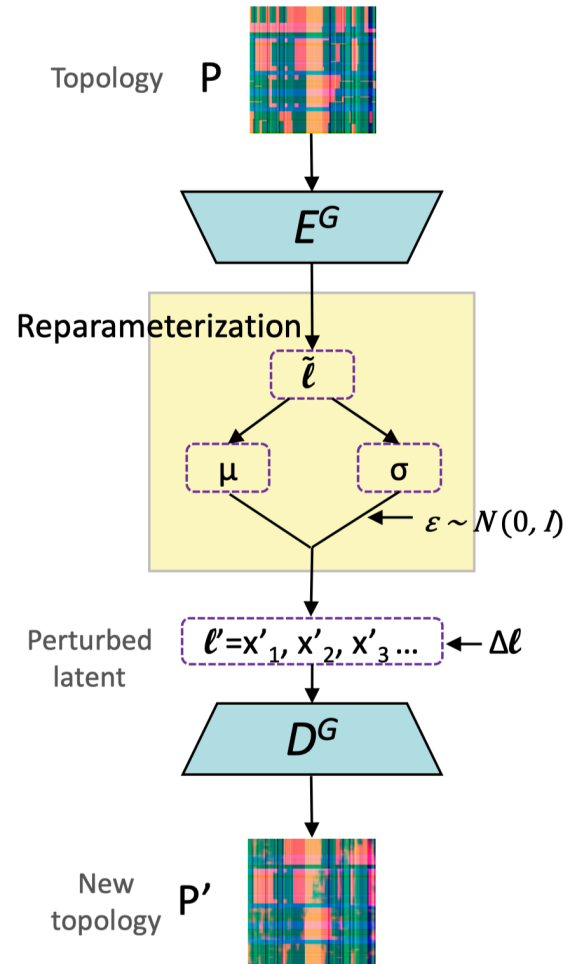 Topology P
E^G
Reparameterization
ℓ̃
μ σ
ε ~ N(0, I)
Perturbed latent
ℓ'=x'₁, x'₂, x'₃ ... Δℓ
D^G
New topology P'